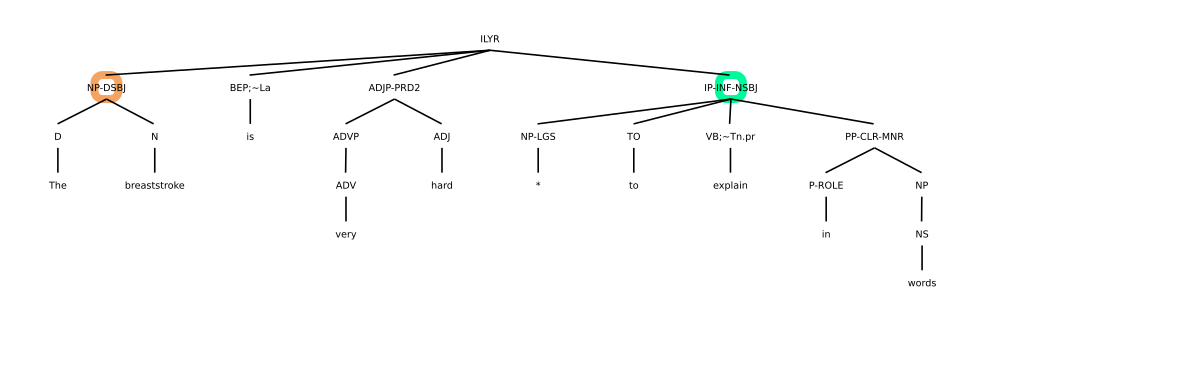 ILYR
NP-DSBJ BEP;~La ADJP-PRD2 IP-INF-NSBJ
D N is ADVP ADJ NP-LGS TO VB;~Tn.pr PP-CLR-MNR
The breaststroke ADV hard * to explain P-ROLE NP
very in NS
words